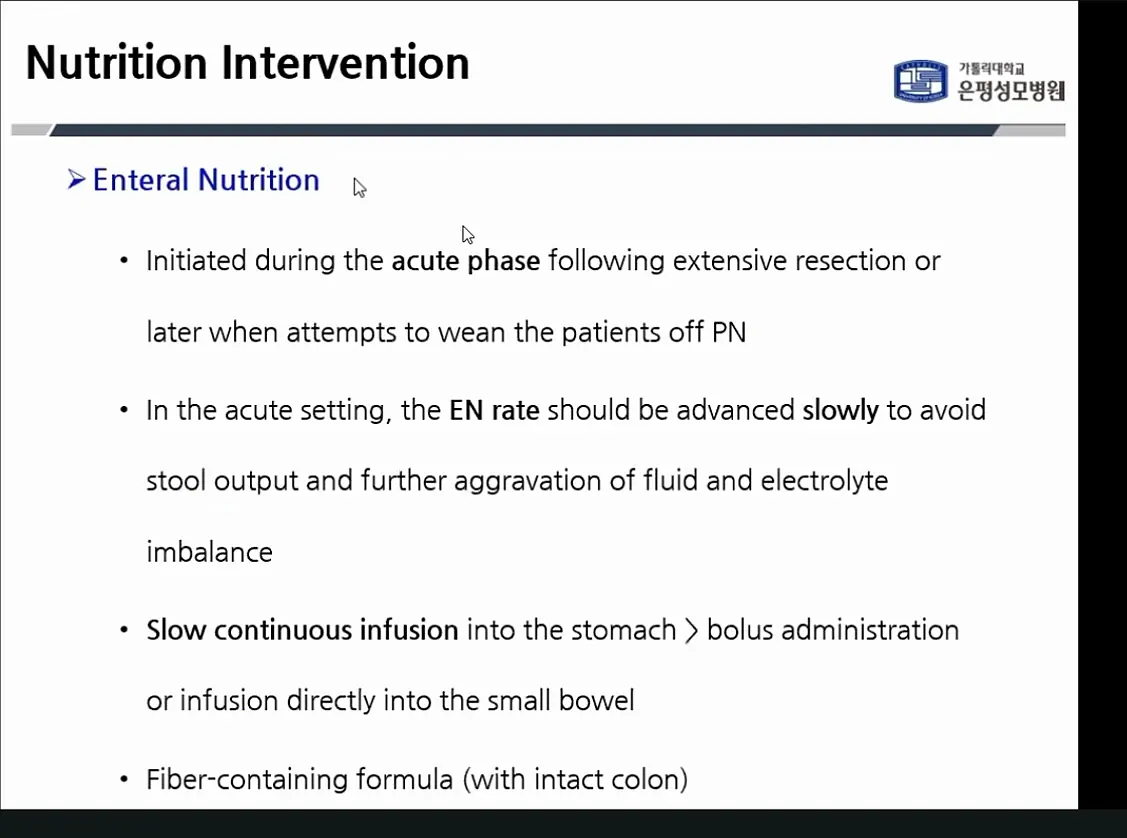 Nutrition Intervention
가톨릭대학교
은평성모병원
➢ Enteral Nutrition
• Initiated during the acute phase following extensive resection or
later when attempts to wean the patients off PN
• In the acute setting, the EN rate should be advanced slowly to avoid
stool output and further aggravation of fluid and electrolyte
imbalance
• Slow continuous infusion into the stomach > bolus administration
or infusion directly into the small bowel
• Fiber-containing formula (with intact colon)